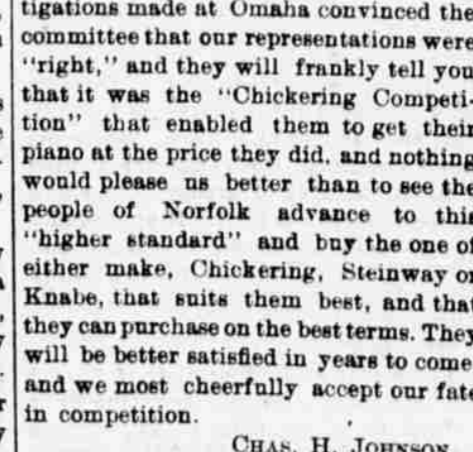 tigations made at Omaha convinced the
committee that our representations were
"right," and they will frankly tell you
that it was the "Chickering Competi-
tion" that enabled them to get their
piano at the price they did, and nothing
would please us better than to see the
people of Norfolk advance to this
"higher standard" and buy the one of
either make, Chickering, Steinway or
Knabe, that suits them best, and that
they can purchase on the best terms. They
will be better satisfied in years to come
and we most cheerfully accept our fate
in competition.
CHAS. H. JOHNSON